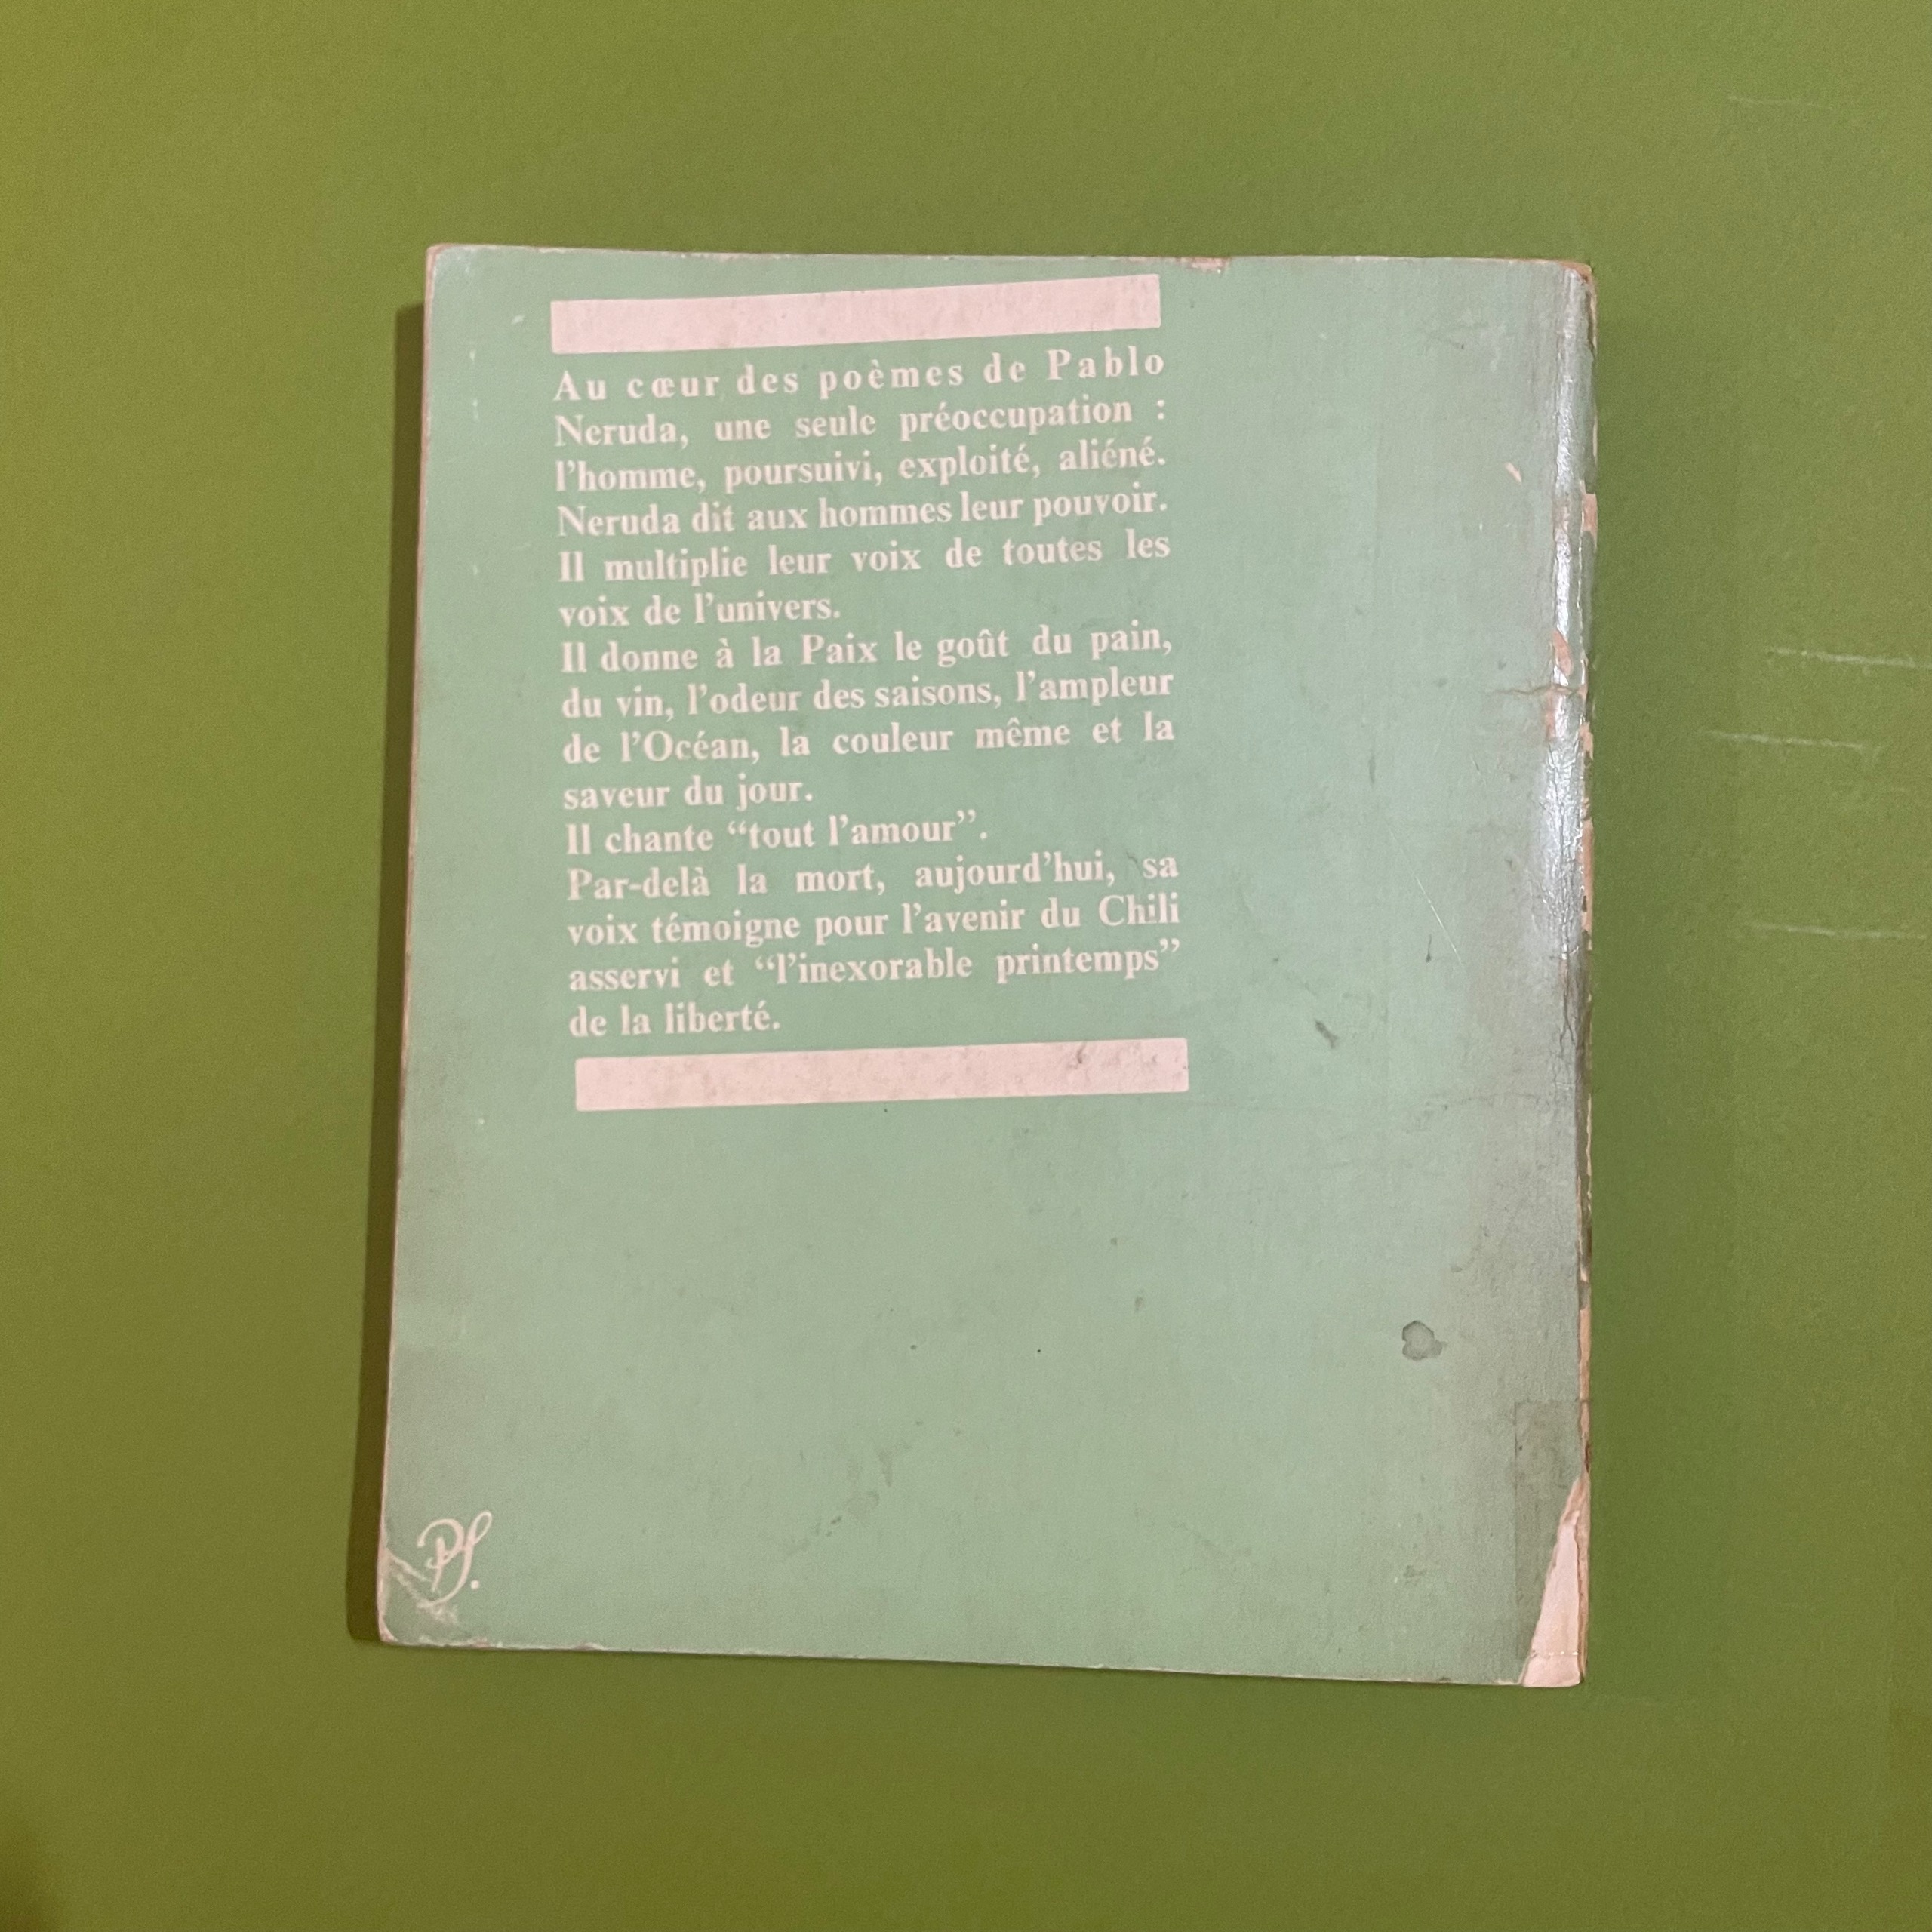 Au cœur des poèmes de Pablo
Neruda, une seule préoccupation :
l'homme, poursuivi, exploité, aliéné.
Neruda dit aux hommes leur pouvoir.
Il multiplie leur voix de toutes les
voix de l'univers.
Il donne à la Paix le goût du pain,
du vin, l'odeur des saisons, l'ampleur
de l'Océan, la couleur même et la
saveur du jour.
Il chante “tout l'amour”.
Par-delà la mort, aujourd'hui, sa
voix témoigne pour l'avenir du Chili
asservi et “l'inexorable printemps”
de la liberté.